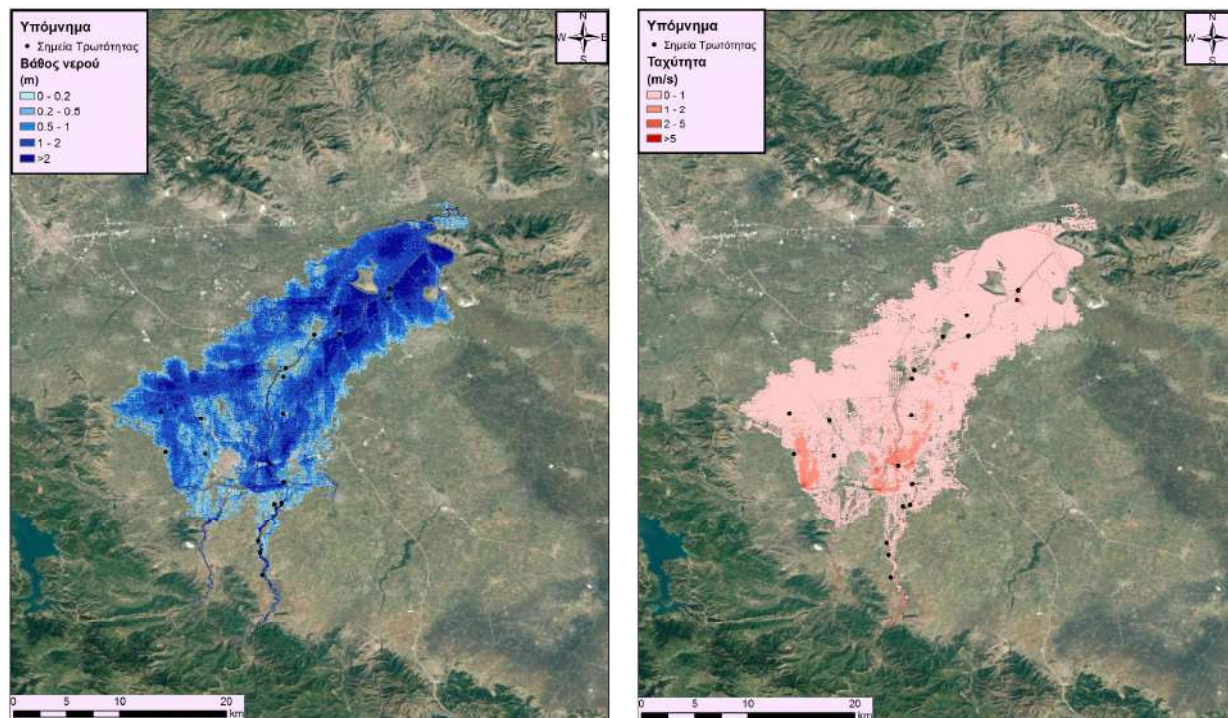 Υπόμνημα
• Σημεία Τρωτότητας
Βάθος νερού
(m)
0 - 0.2
0.2 - 0.5
0.5 - 1
1 - 2
>2
N
W E
S
0 5 10 20
km
Υπόμνημα
• Σημεία Τρωτότητας
Ταχύτητα
(m/s)
0 - 1
1 - 2
2 - 5
>5
N
W E
S
0 5 10 20
km